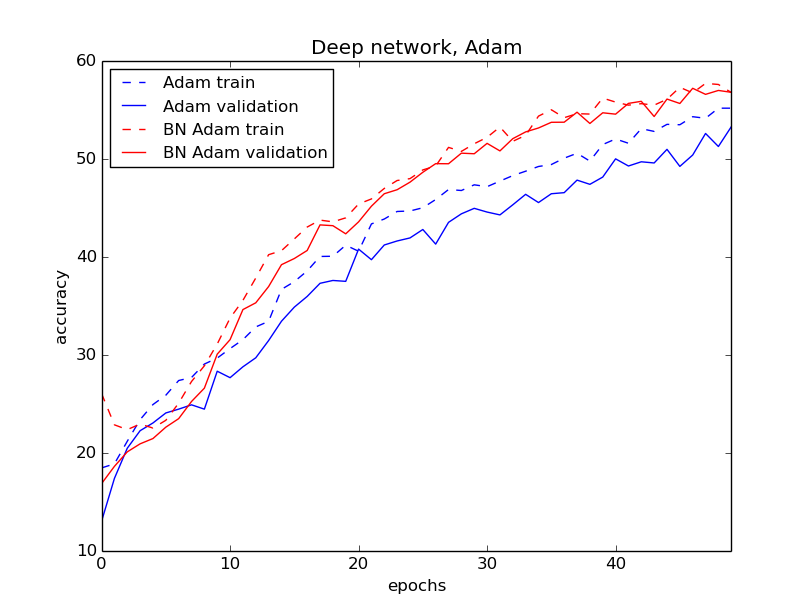 Deep network, Adam
60
50
40
30
20
10
accuracy
Adam train
Adam validation
BN Adam train
BN Adam validation
0 10 20 30 40
epochs